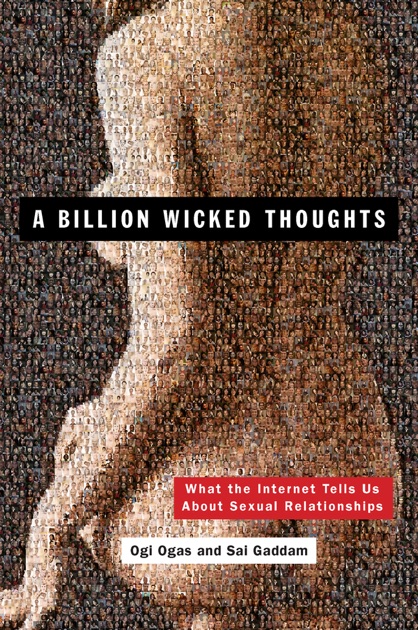 A BILLION WICKED THOUGHTS
What the Internet Tells Us
About Sexual Relationships
Ogi Ogas and Sai Gaddam